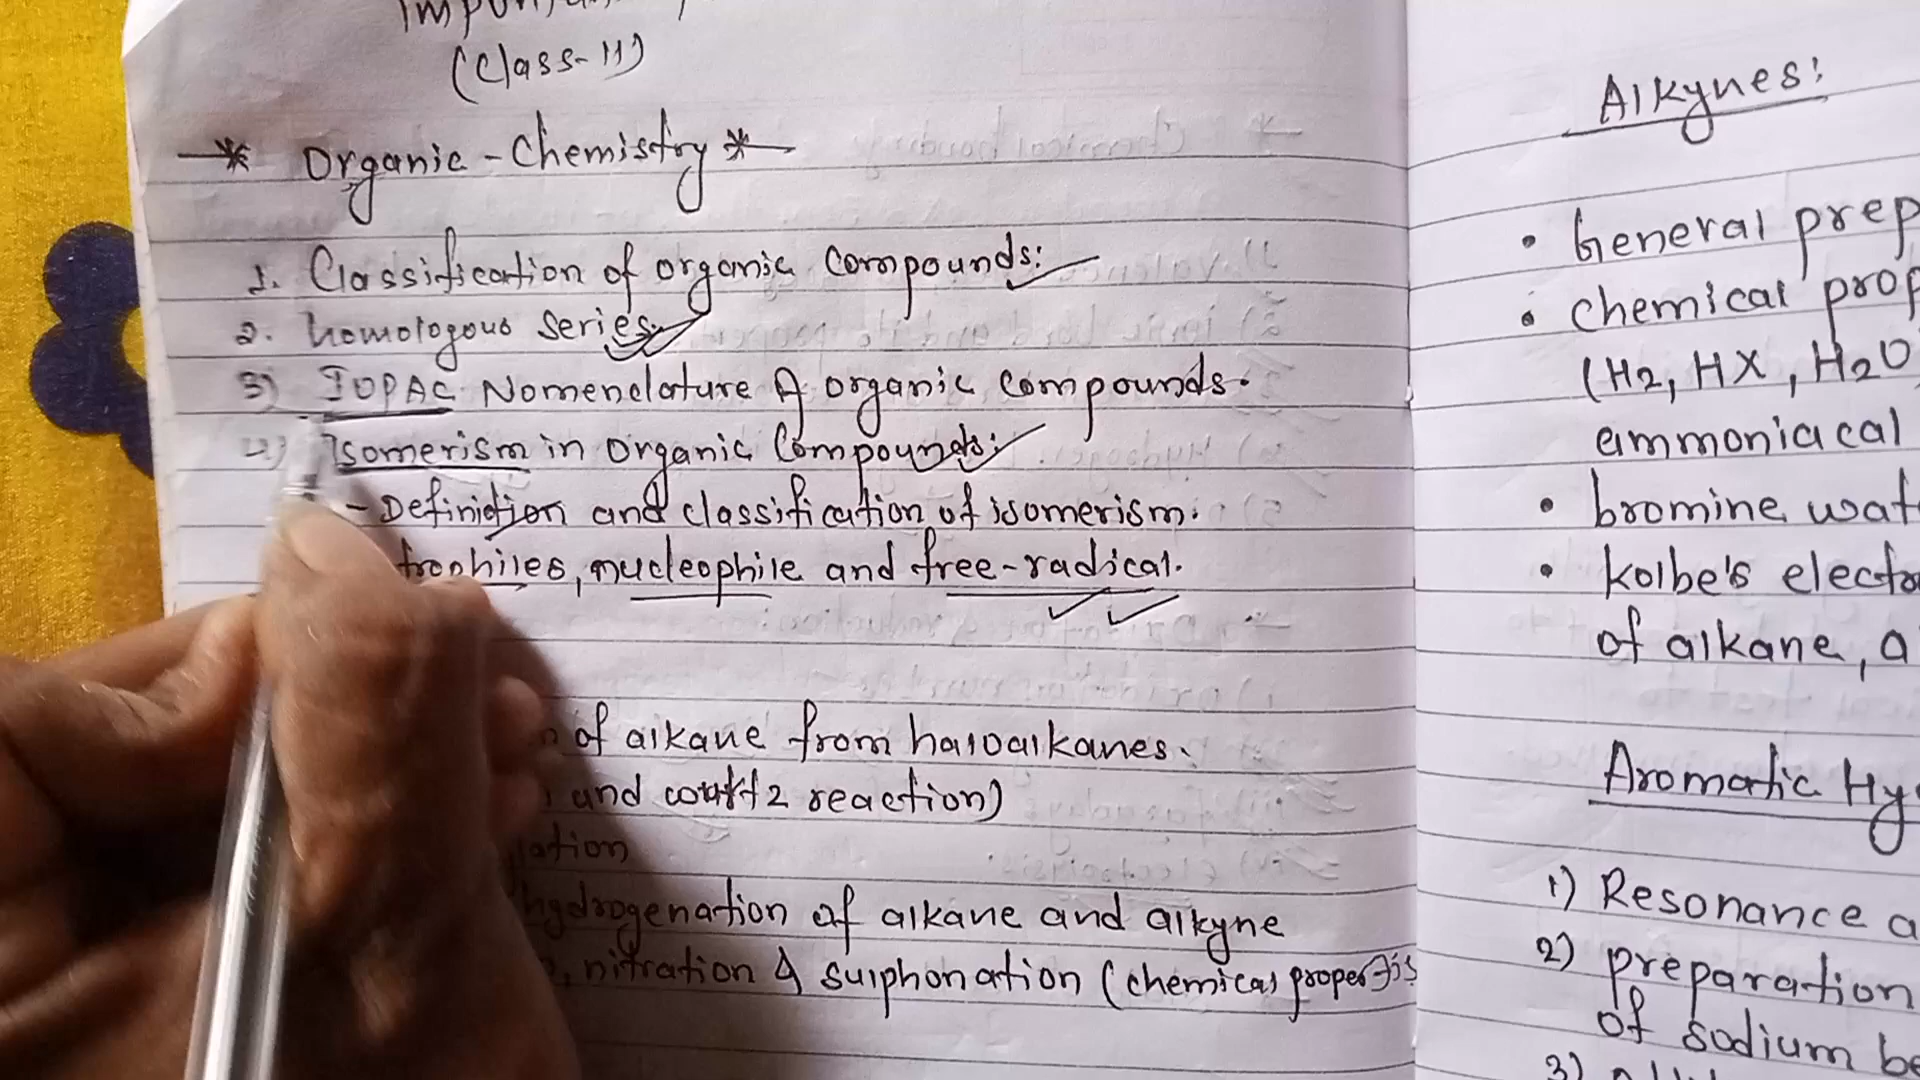 (Class-11)
Organic-Chemistry
1. Classification of organic compounds:
2. homologous series.
3) IUPAC Nomenclature of organic compounds.
4) Isomerism in organic compounds:
- Definition and classification of isomerism.
trophiles, nucleophile and free-radical.
of alkane from haloalkanes.
and wurtz reaction)
ation
hydrogenation of alkane and alkyne
, nitration & sulphonation (chemical properties
Alkynes:
• General prep
• chemical prop
(H2, HX, H2O
ammoniacal
• bromine wat
• kolbe's electro
of alkane, a
Aromatic Hy
1) Resonance a
2) preparation
of sodium be
3)